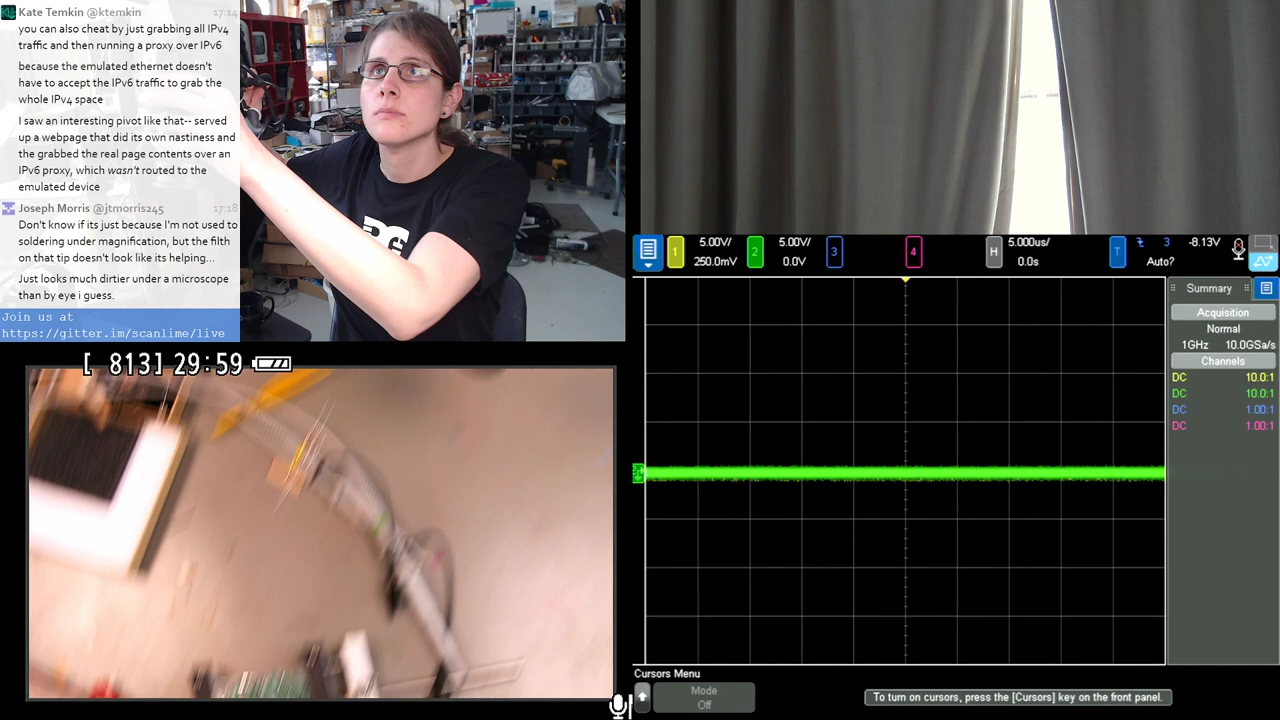 Kate Temkin @ktemkin 17:14
you can also cheat by just grabbing all IPv4
traffic and then running a proxy over IPv6
because the emulated ethernet doesn't
have to accept the IPv6 traffic to grab the
whole IPv4 space
I saw an interesting pivot like that-- served
up a webpage that did its own nastiness and
the grabbed the real page contents over an
IPv6 proxy, which wasn't routed to the
emulated device
Joseph Morris @jtmorris245 17:18
Don't know if its just because I'm not used to
soldering under magnification, but the filth
on that tip doesn't look like its helping...
Just looks much dirtier under a microscope
than by eye i guess.
Join us at
https://gitter.im/scanlime/live
[ 813] 29:59
1 5.00V/ 2 5.00V/ 3 4 H 5.000us/ T 3 -8.13V
250.0mV 0.0V 0.0s Auto?
Summary
Acquisition
Normal
1GHz 10.0GSa/s
Channels
DC 10.0:1
DC 10.0:1
DC 1.00:1
DC 1.00:1
Cursors Menu
Mode
Off
To turn on cursors, press the [Cursors] key on the front panel.